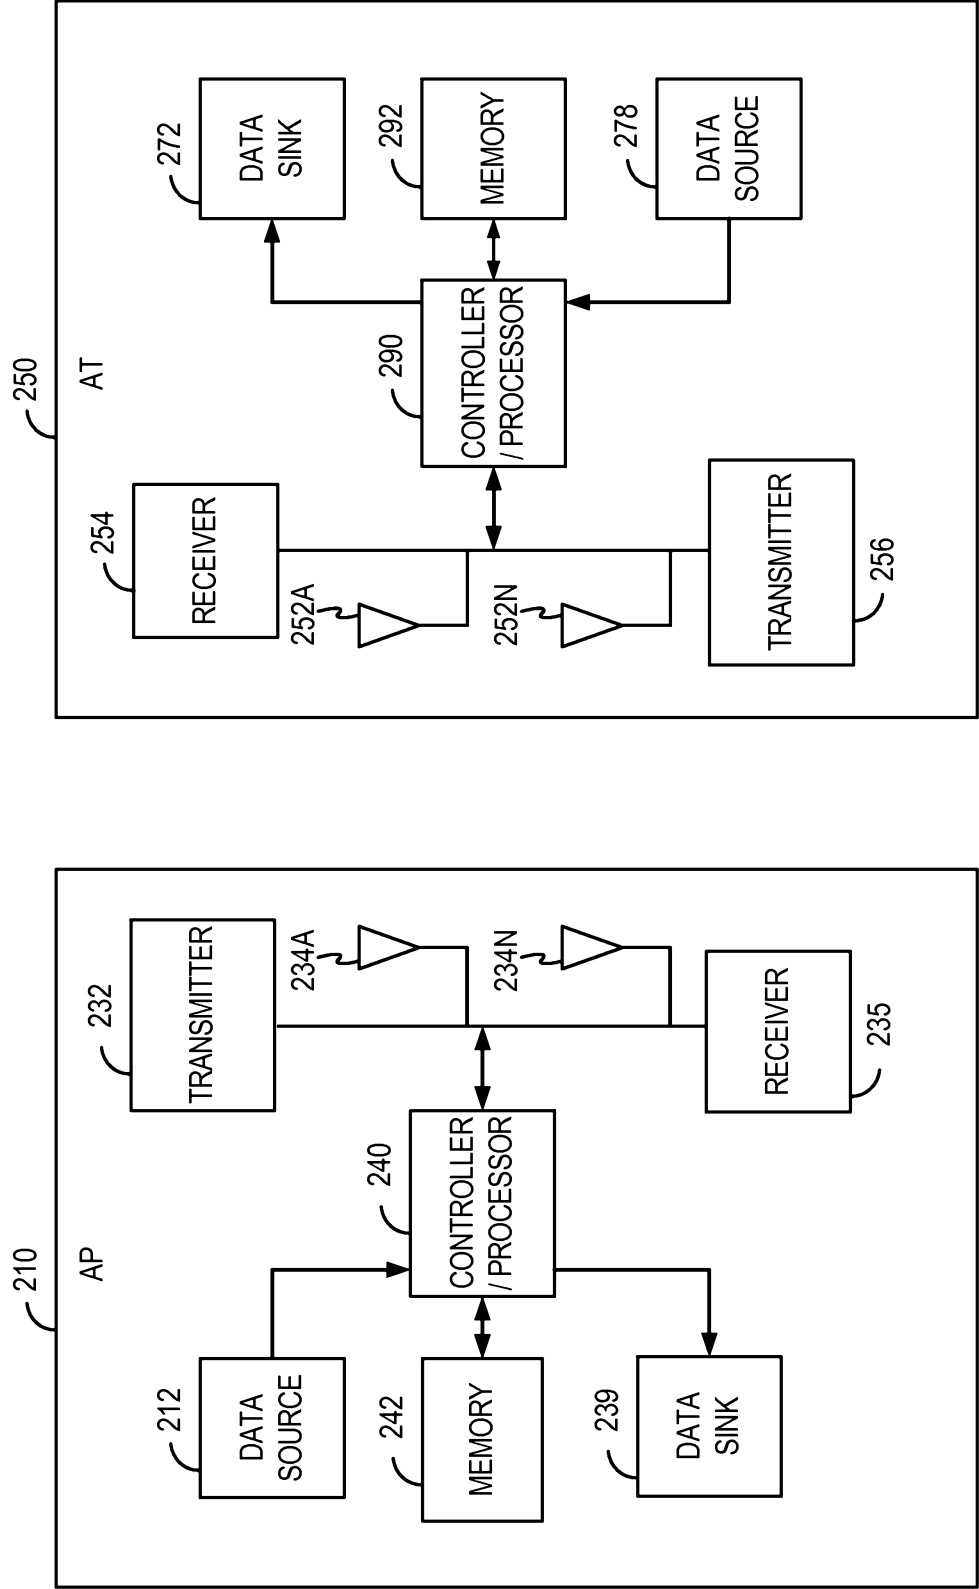 210
AP
212
DATA
SOURCE
232
TRANSMITTER
234A
240
CONTROLLER
/ PROCESSOR
242
MEMORY
234N
239
DATA
SINK
235
RECEIVER
250
AT
254
RECEIVER
272
DATA
SINK
252A
290
CONTROLLER
/ PROCESSOR
292
MEMORY
252N
256
TRANSMITTER
278
DATA
SOURCE